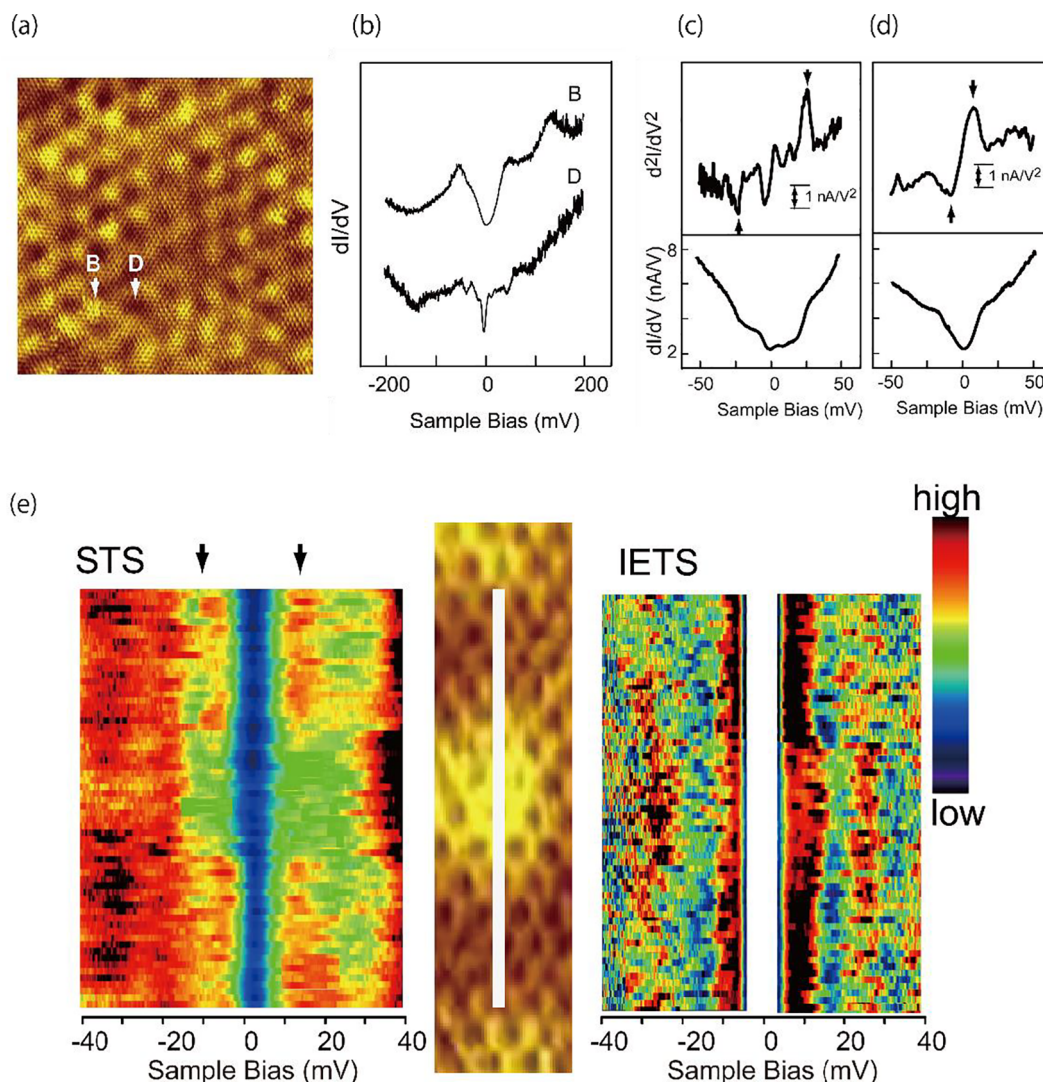 (a)
(b)
(c)
(d)
B D
B
D
dI/dV
-200 0 200
Sample Bias (mV)
d²I/dV²
1 nA/V²
8
dI/dV (nA/V)
2
-50 0 50
Sample Bias (mV)
1 nA/V²
-50 0 50
Sample Bias (mV)
(e)
STS
IETS
high
low
-40 -20 0 20 40
Sample Bias (mV)
-40 -20 0 20 40
Sample Bias (mV)